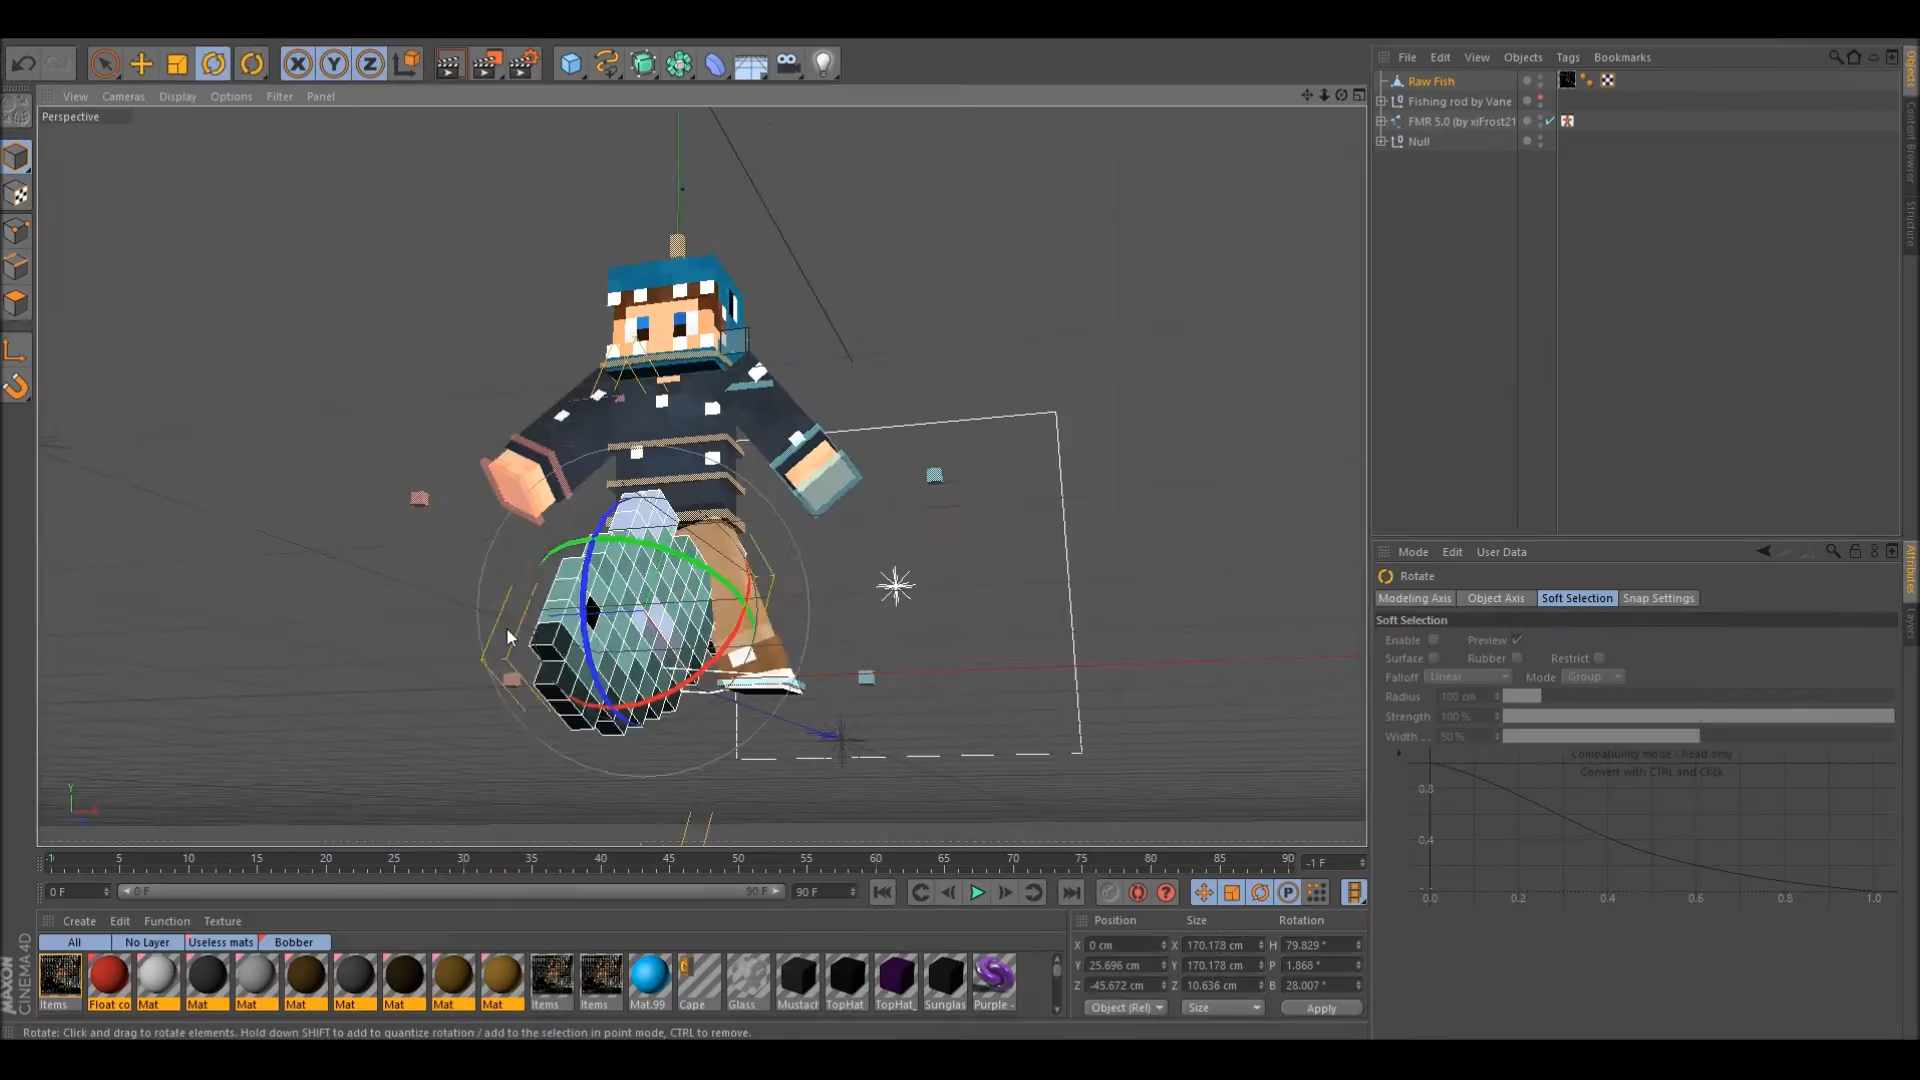 File Edit View Objects Tags Bookmarks
View Cameras Display Options Filter Panel
Perspective
Raw Fish
Fishing rod by Vane
FMR 5.0 (by xiFrost21
Null
Objects
Content Browser
Structure
Mode Edit User Data
Rotate
Modeling Axis Object Axis Soft Selection Snap Settings
Soft Selection
Enable Preview
Surface Rubber Restrict
Falloff Linear Mode Group
Radius 100 cm
Strength 100 %
Width . . 50 %
Compatibility mode - Read only
Convert with CTRL and Click
0.8
0.4
0.0 0.2 0.4 0.6 0.8 1.0
Attributes
Layers
X Y Z
Y
-1 5 10 15 20 25 30 35 40 45 50 55 60 65 70 75 80 85 90 -1 F
0 F 0 F 90 F 90 F
Create Edit Function Texture
All No Layer Useless mats Bobber
Items Float co Mat Mat Mat Mat Mat Mat Mat Mat Items Items Mat.99 Cape Glass Mustach TopHat TopHat_ Sunglas Purple -
Position Size Rotation
X 0 cm X 170.178 cm H 79.829 °
Y 25.696 cm Y 170.178 cm P 1.868 °
Z -45.672 cm Z 10.636 cm B 28.007 °
Object (Rel) Size Apply
MAXON
CINEMA 4D
Rotate: Click and drag to rotate elements. Hold down SHIFT to add to quantize rotation / add to the selection in point mode, CTRL to remove.